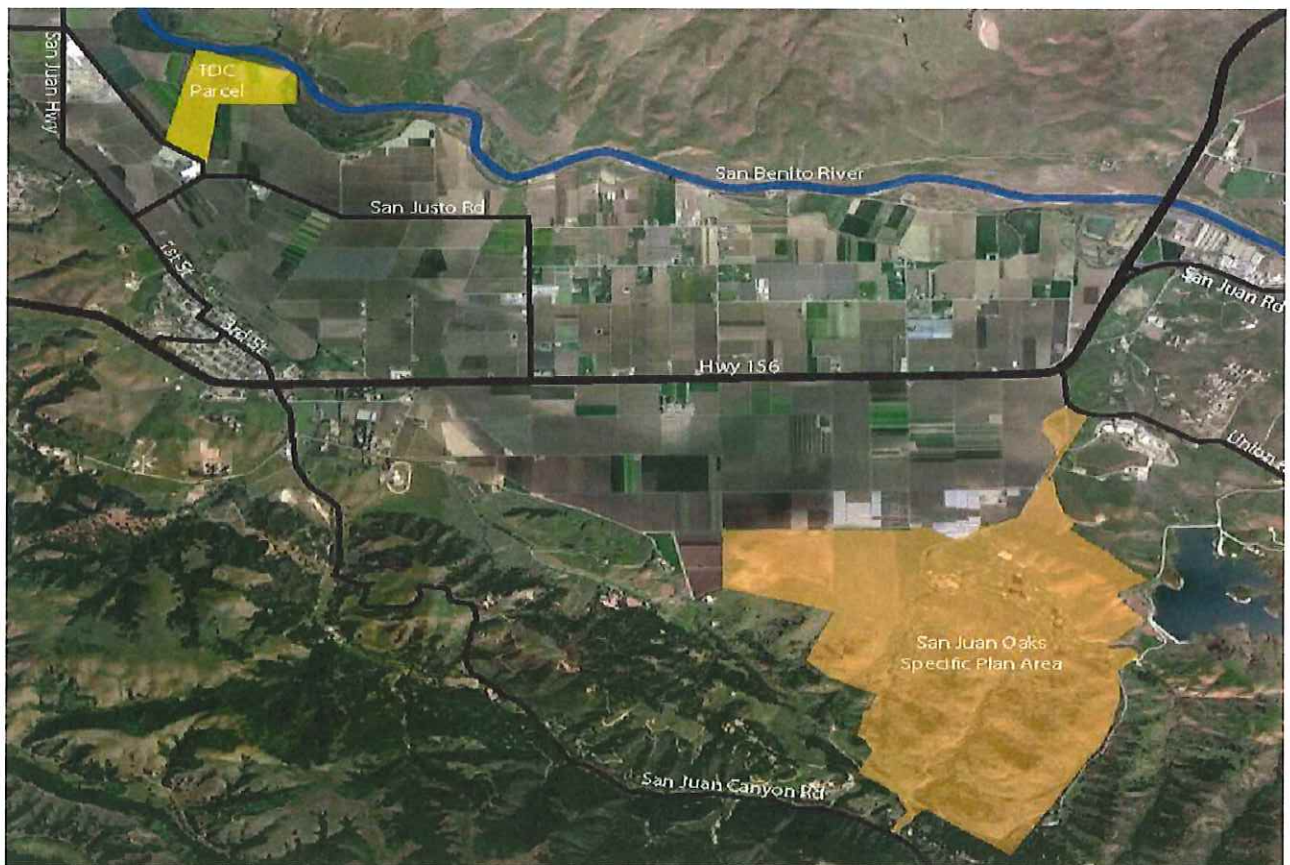 San Juan Hwy
TDC
Parcel
San Benito River
San Justo Rd
1st St
3rd St
San Juan Rd
Hwy 156
Union
San Juan Oaks
Specific Plan Area
San Juan Canyon Rd